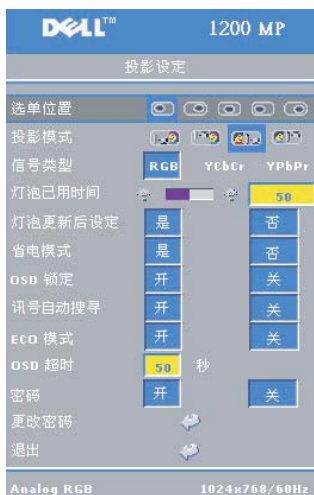 DELL™ 1200 MP
投影设定
选单位置
投影模式
信号类型 RGB YCbCr YPbPr
灯泡已用时间 50
灯泡更新后设定 是 否
省电模式 是 否
OSD 锁定 开 关
讯号自动搜寻 开 关
ECO 模式 开 关
OSD 超时 50 秒
密码 开 关
更改密码
退出
Analog RGB 1024x768/60Hz